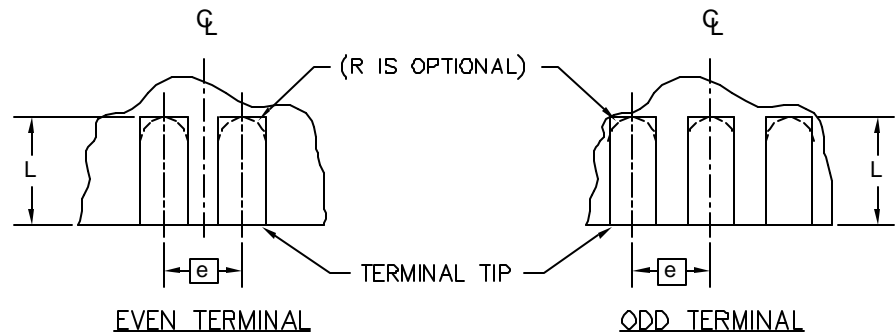 ℄ ℄
(R IS OPTIONAL)
L L
e e
TERMINAL TIP
EVEN TERMINAL ODD TERMINAL